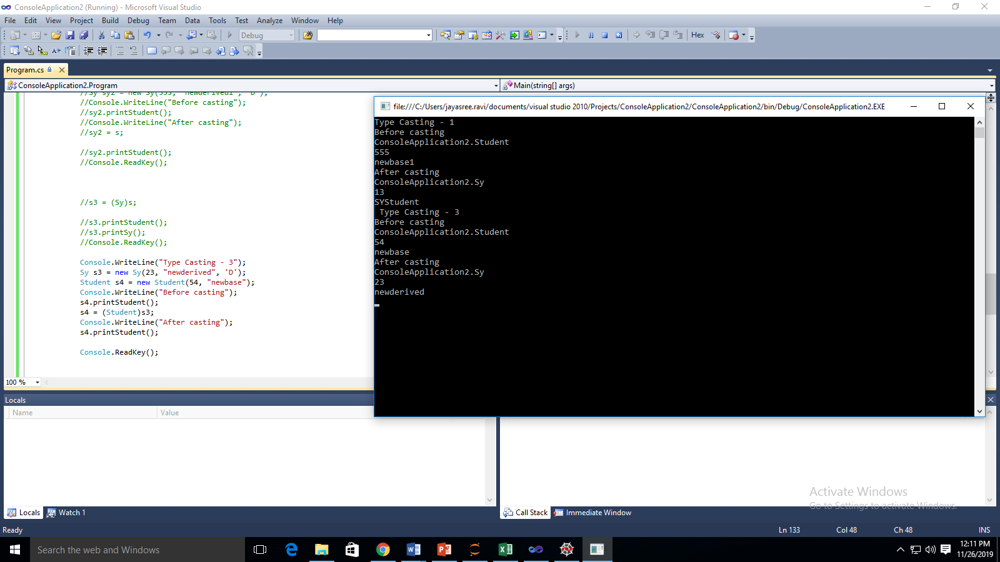 ConsoleApplication2 (Running) - Microsoft Visual Studio
File Edit View Project Build Debug Team Data Tools Test Analyze Window Help
Debug
Hex
Program.cs
ConsoleApplication2.Program
Main(string[] args)
//Sy sy2 = new Sy(555, "newderived1", 'D');
//Console.WriteLine("Before casting");
//sy2.printStudent();
//Console.WriteLine("After casting");
//sy2 = s;
//sy2.printStudent();
//Console.ReadKey();
//s3 = (Sy)s;
//s3.printStudent();
//s3.printSy();
//Console.ReadKey();
Console.WriteLine("Type Casting - 3");
Sy s3 = new Sy(23, "newderived", 'D');
Student s4 = new Student(54, "newbase");
Console.WriteLine("Before casting");
s4.printStudent();
s4 = (Student)s3;
Console.WriteLine("After casting");
s4.printStudent();
Console.ReadKey();
100 %
file:///C:/Users/jayasree.ravi/documents/visual studio 2010/Projects/ConsoleApplication2/ConsoleApplication2/bin/Debug/ConsoleApplication2.EXE
Type Casting - 1
Before casting
ConsoleApplication2.Student
555
newbase1
After casting
ConsoleApplication2.Sy
13
SYStudent
Type Casting - 3
Before casting
ConsoleApplication2.Student
54
newbase
After casting
ConsoleApplication2.Sy
23
newderived
Locals
Name Value
Activate Windows
Go to Settings to activate Windows.
Locals Watch 1
Call Stack Immediate Window
Ready
Ln 133 Col 48 Ch 48 INS
Search the web and Windows
12:11 PM
11/26/2019